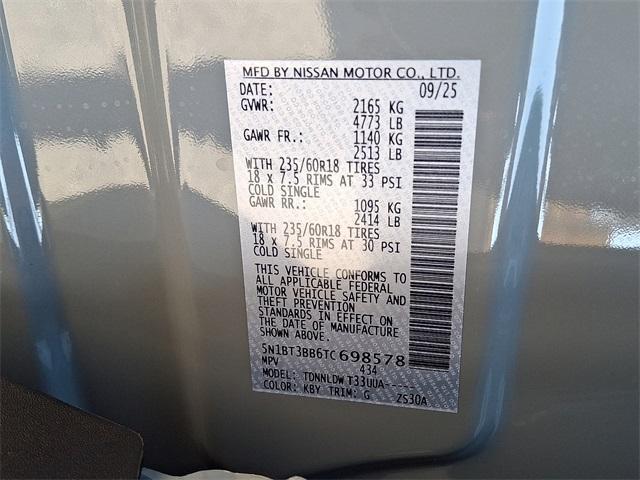 MFD BY NISSAN MOTOR CO., LTD.
DATE: 09/25
GVWR: 2165 KG
4773 LB
GAWR FR.: 1140 KG
2513 LB
WITH 235/60R18 TIRES
18 x 7.5 RIMS AT 33 PSI
COLD SINGLE
GAWR RR.: 1095 KG
2414 LB
WITH 235/60R18 TIRES
18 x 7.5 RIMS AT 30 PSI
COLD SINGLE
THIS VEHICLE CONFORMS TO
ALL APPLICABLE FEDERAL
MOTOR VEHICLE SAFETY AND
THEFT PREVENTION
STANDARDS IN EFFECT ON
THE DATE OF MANUFACTURE
SHOWN ABOVE.
5N1BT3BB6TC698578
MPV 434
MODEL: TDNNLDW T33UUA-----
COLOR: KBY TRIM: G ZS30A